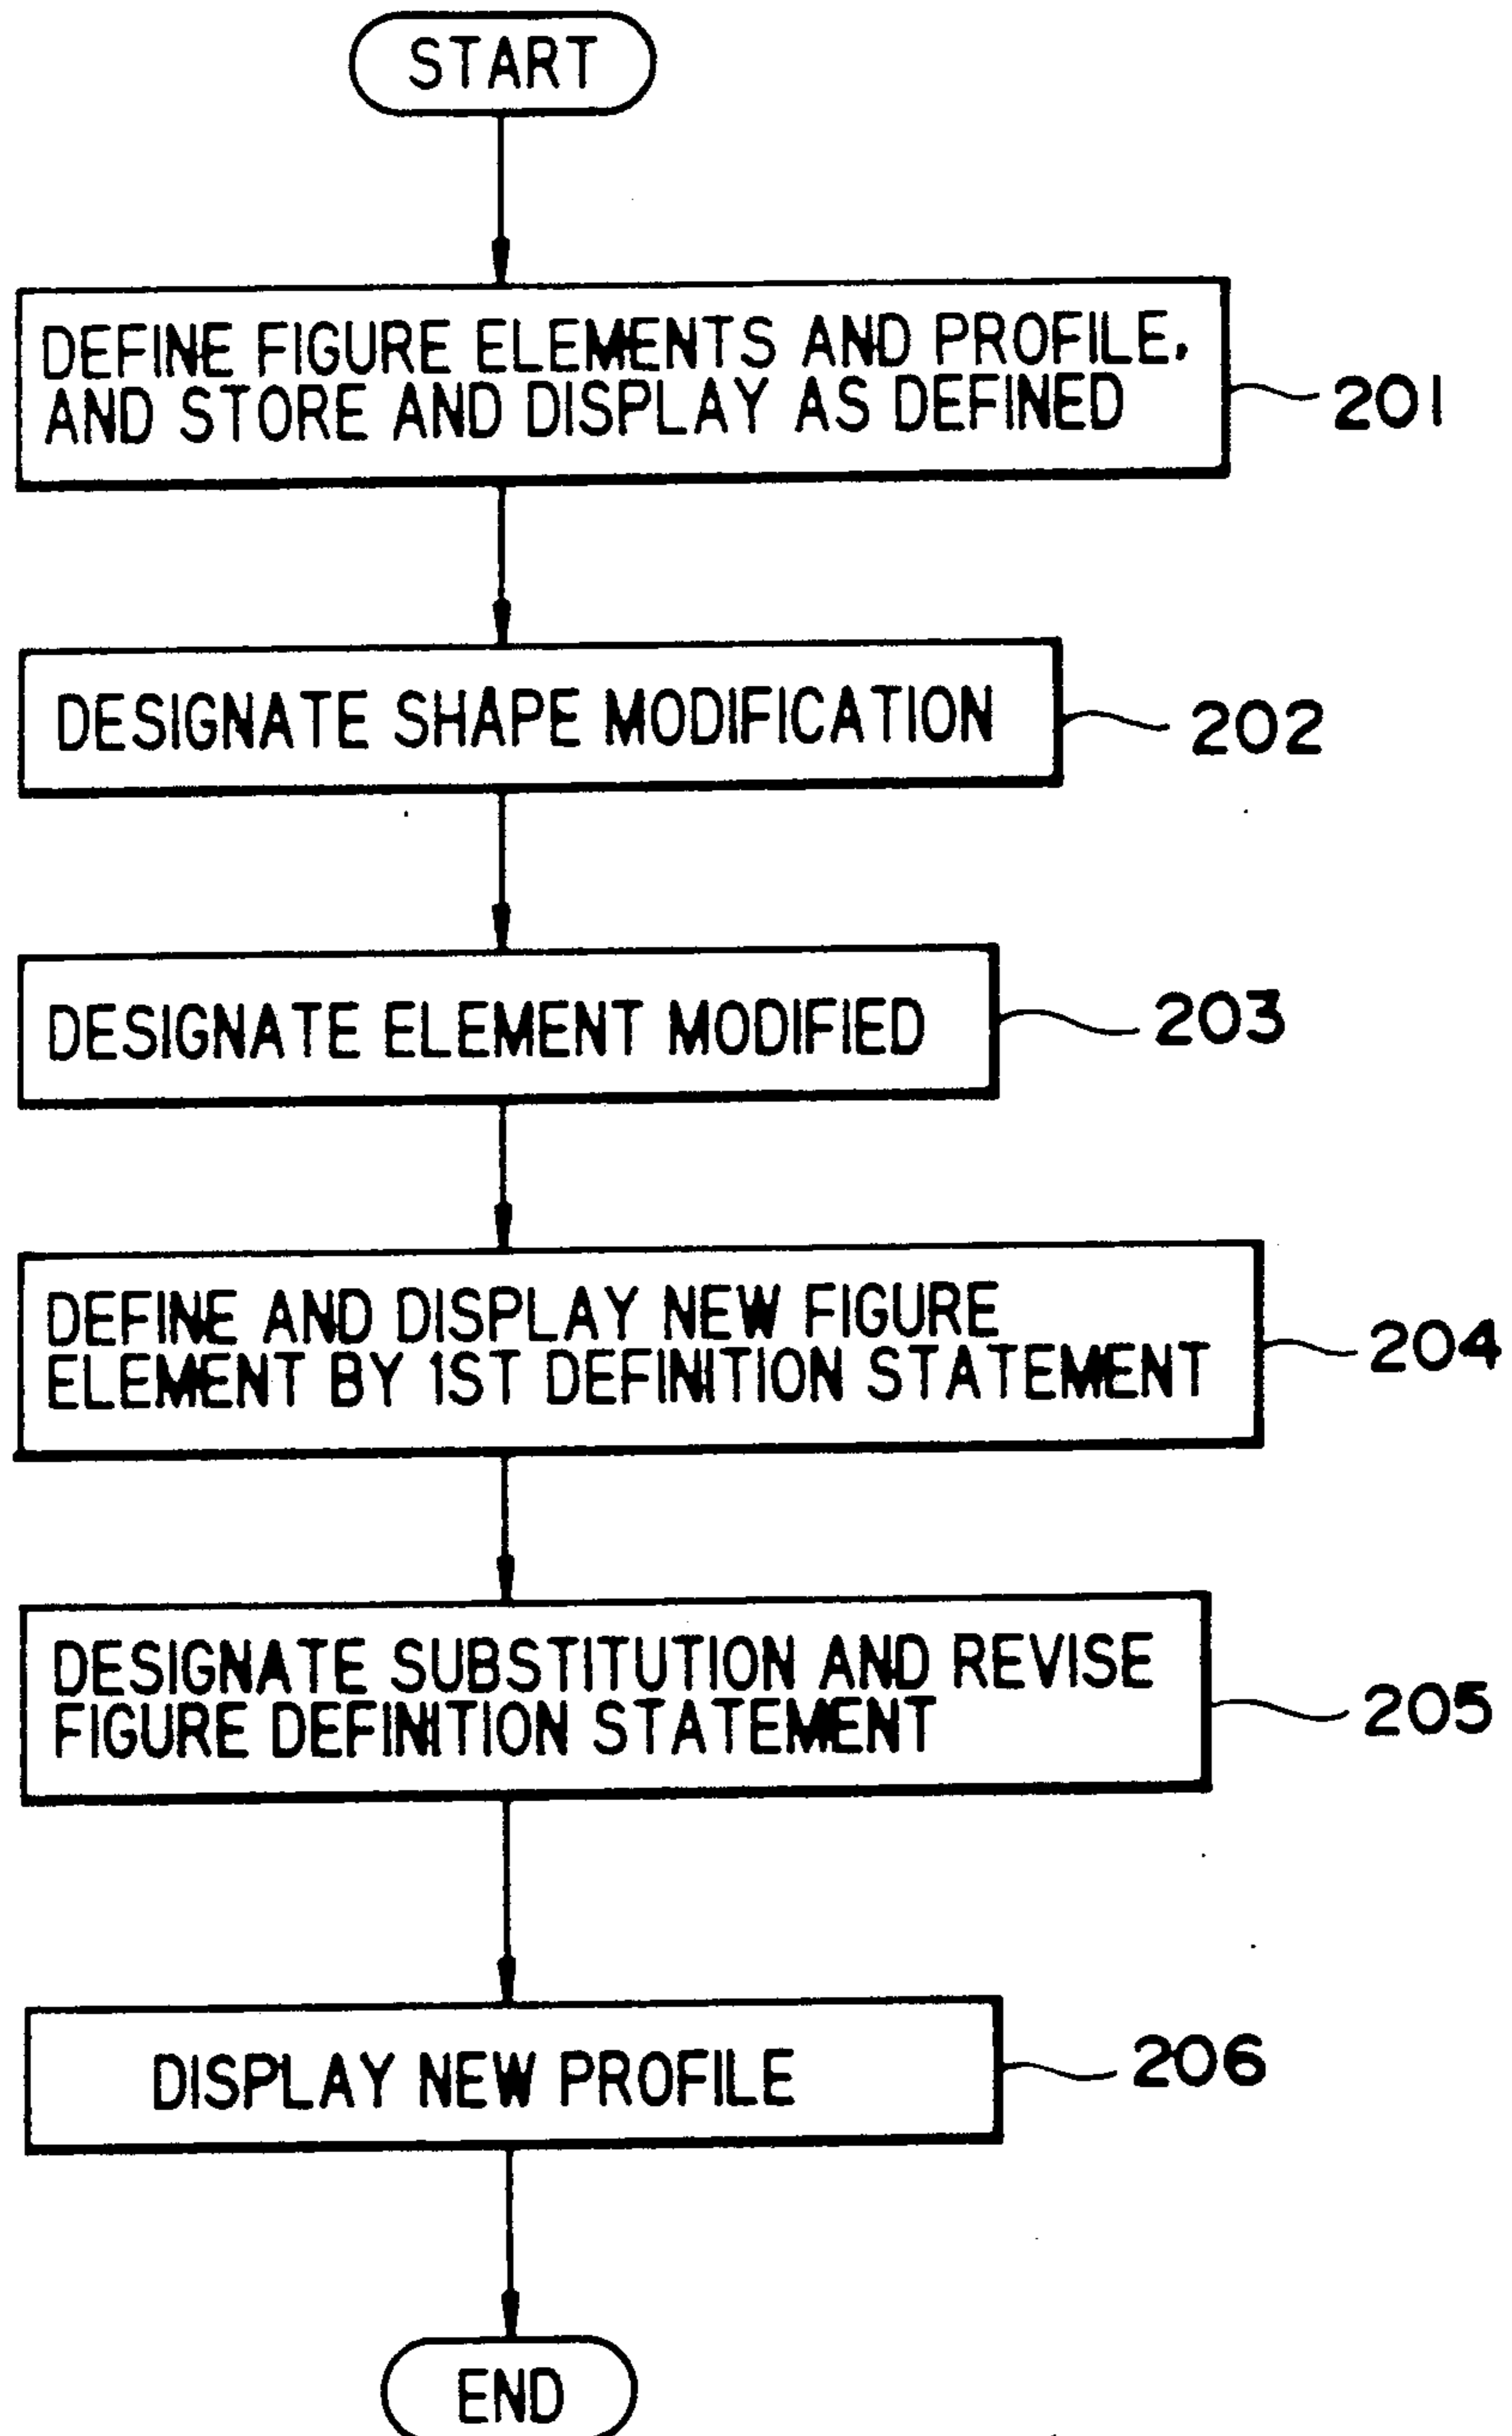 START
DEFINE FIGURE ELEMENTS AND PROFILE,
AND STORE AND DISPLAY AS DEFINED
201
DESIGNATE SHAPE MODIFICATION
202
DESIGNATE ELEMENT MODIFIED
203
DEFINE AND DISPLAY NEW FIGURE
ELEMENT BY 1ST DEFINITION STATEMENT
204
DESIGNATE SUBSTITUTION AND REVISE
FIGURE DEFINITION STATEMENT
205
DISPLAY NEW PROFILE
206
END